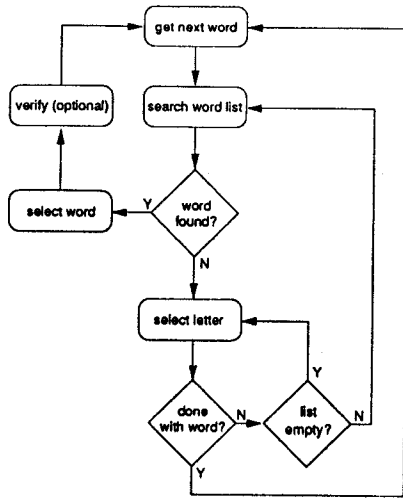 get next word
verify (optional)
search word list
select word
Y
word
found?
N
select letter
Y
done
with word?
N
list
empty?
N
Y